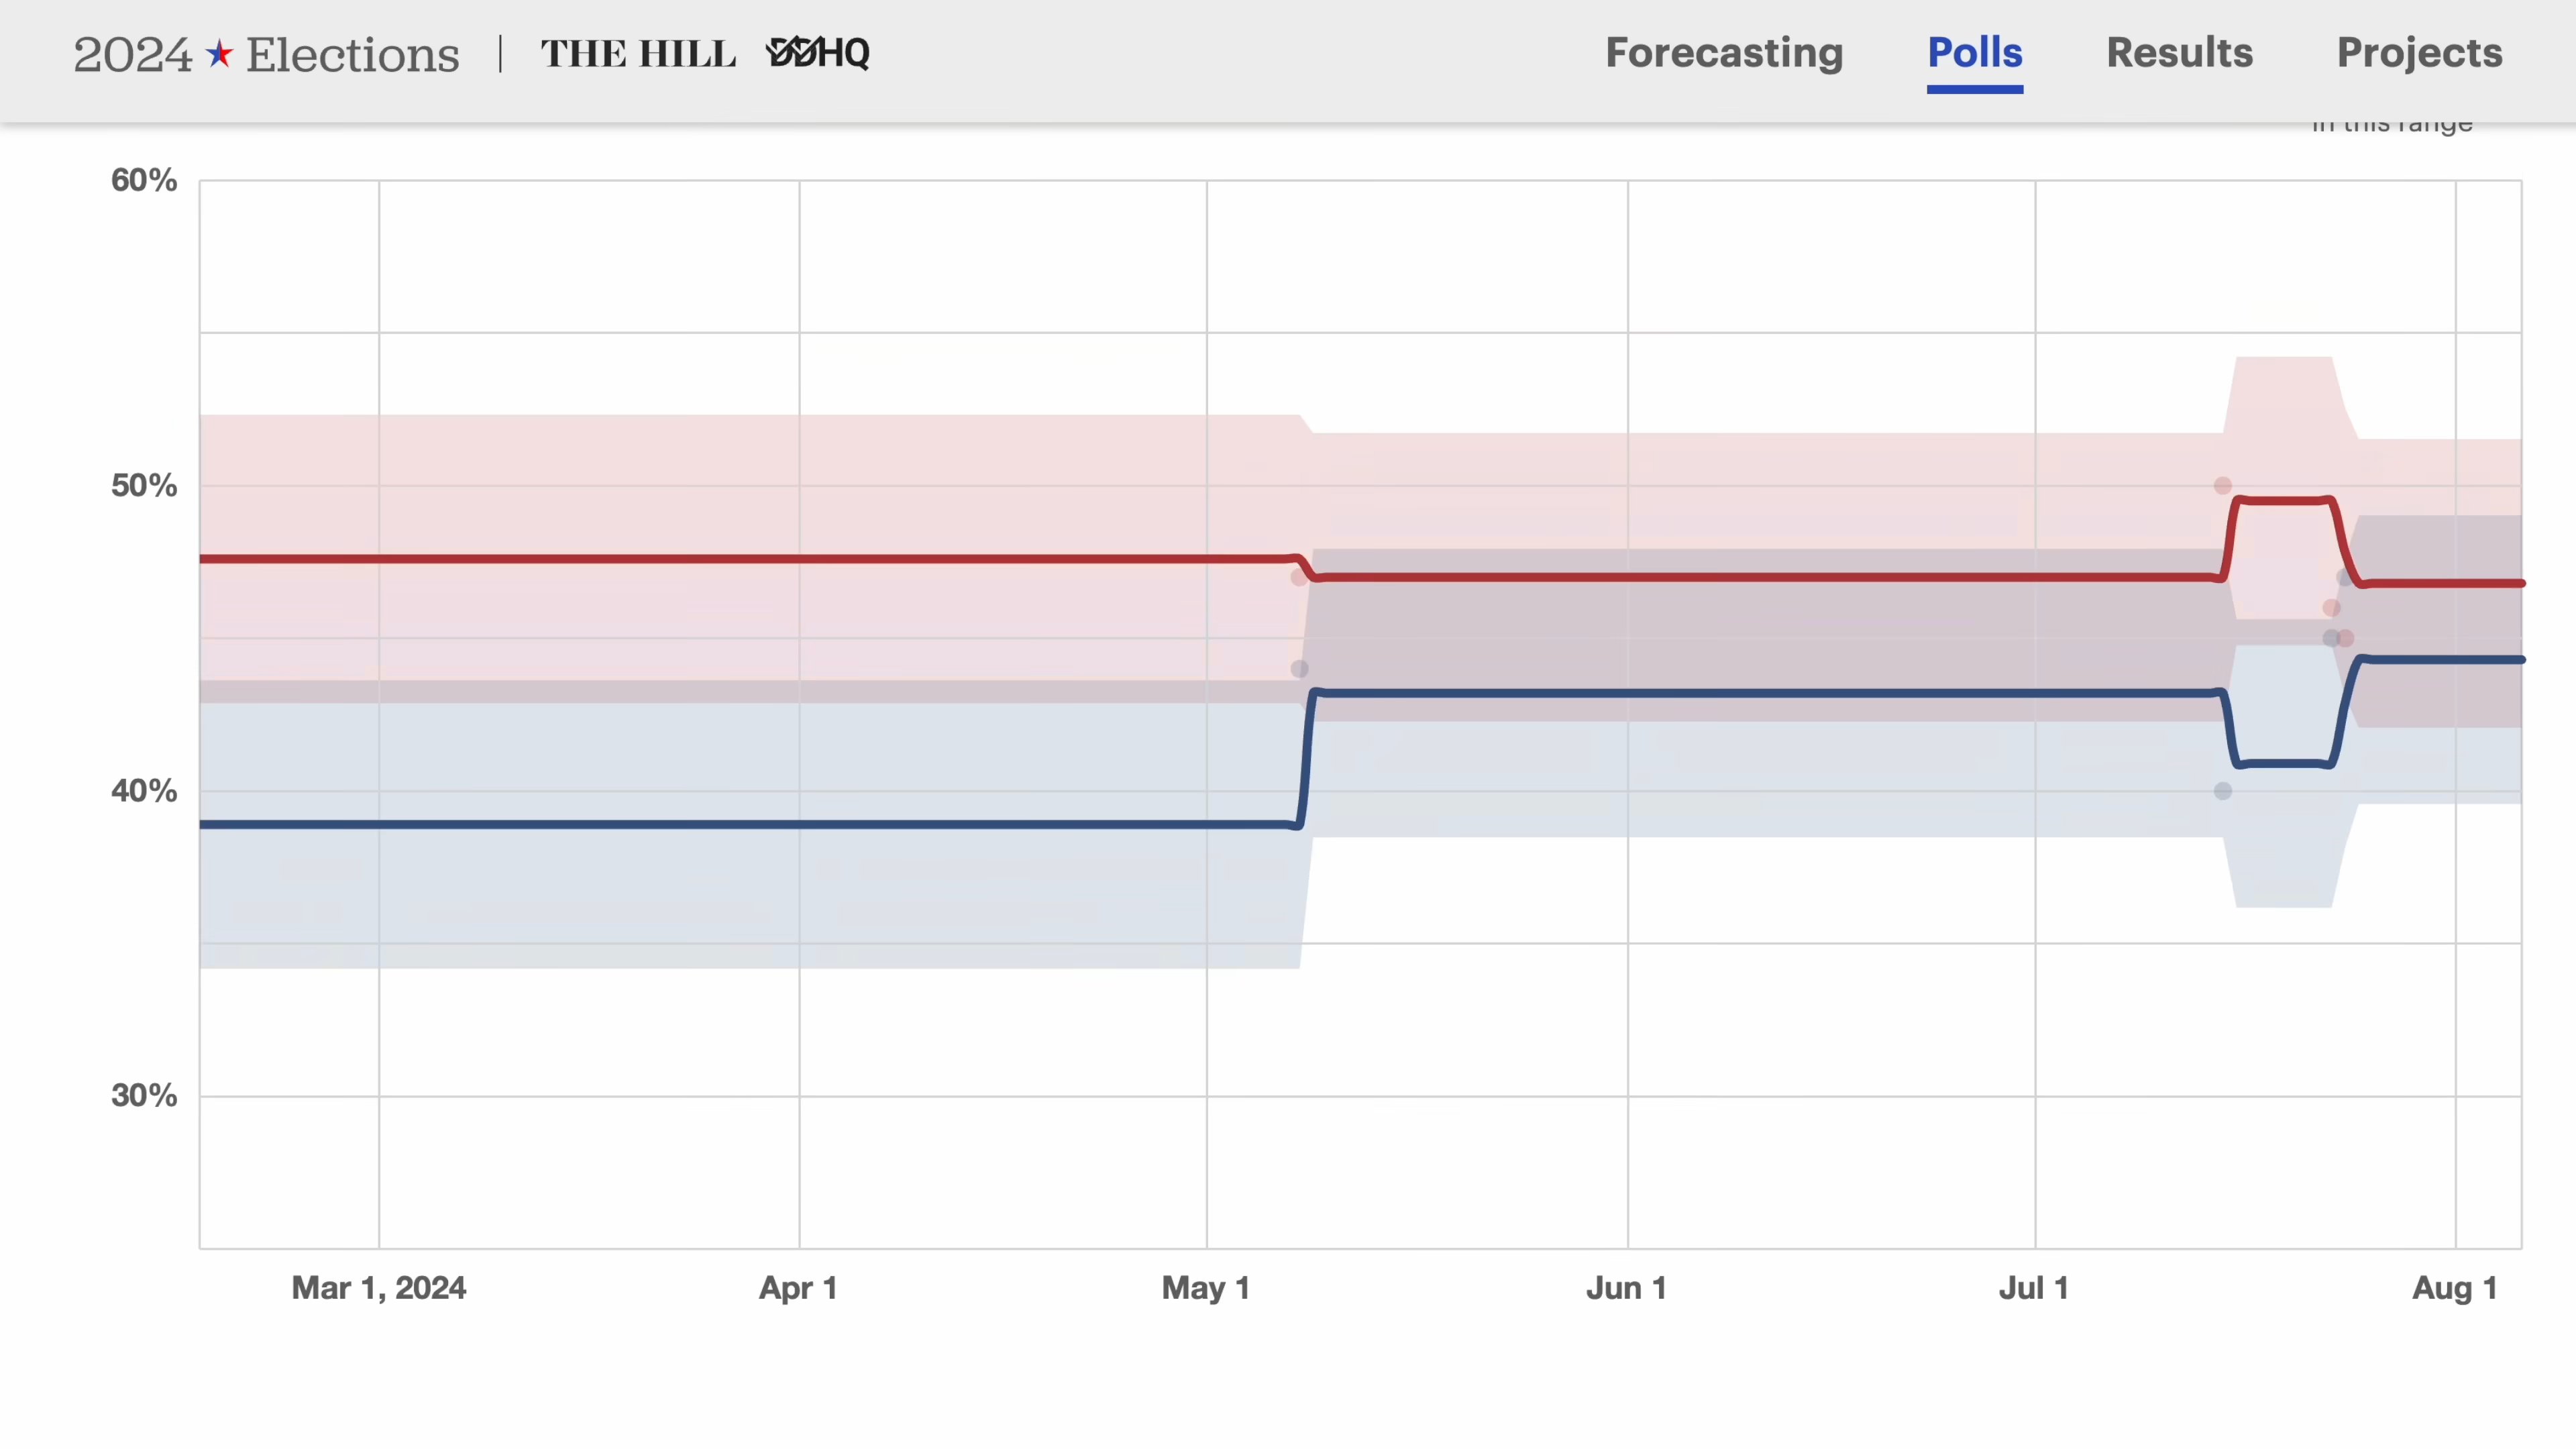 2024 Elections | THE HILL DDHQ Forecasting Polls Results Projects
in this range
60%
50%
40%
30%
Mar 1, 2024 Apr 1 May 1 Jun 1 Jul 1 Aug 1